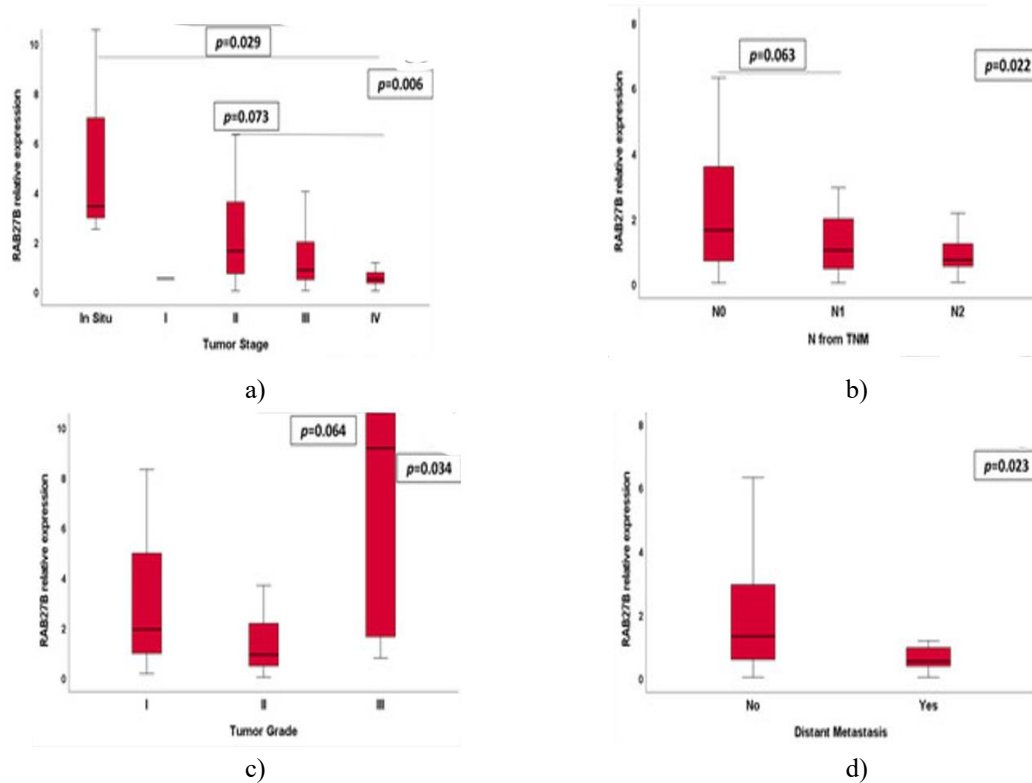 p=0.029
p=0.006
p=0.073
RAB27B relative expression
10
8
6
4
2
0
In Situ I II III IV
Tumor Stage
a)
p=0.063
p=0.022
RAB27B relative expression
8
6
4
2
0
N0 N1 N2
N from TNM
b)
p=0.064
p=0.034
RAB27B relative expression
10
8
6
4
2
0
I II III
Tumor Grade
c)
p=0.023
RAB27B relative expression
8
6
4
2
0
No Yes
Distant Metastasis
d)